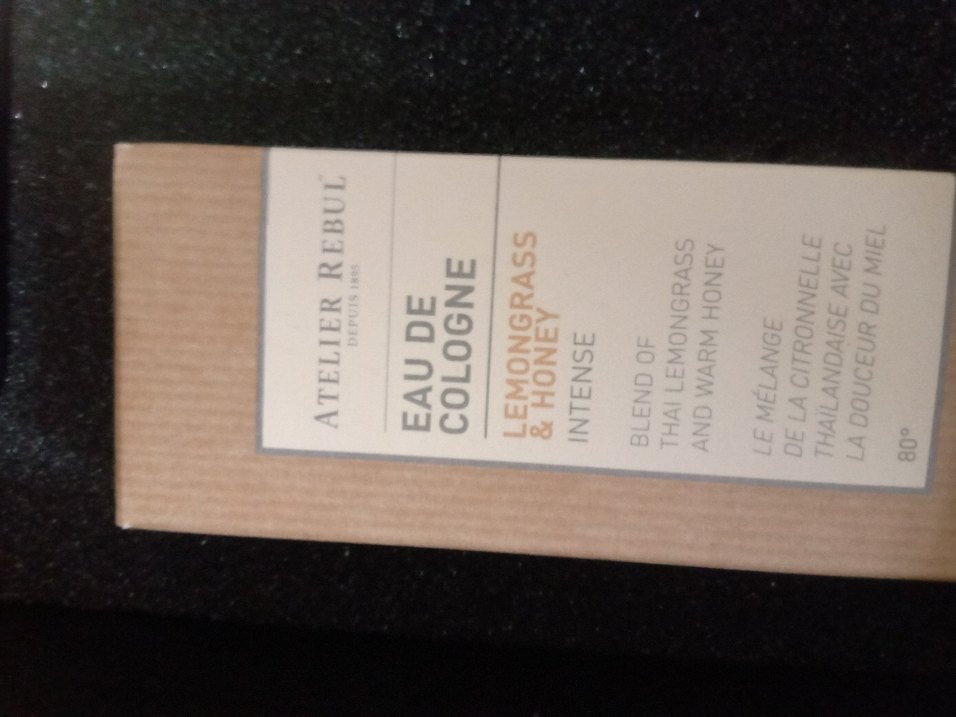 ATELIER REBUL™
DEPUIS 1895
EAU DE
COLOGNE
LEMONGRASS
& HONEY
INTENSE
BLEND OF
THAI LEMONGRASS
AND WARM HONEY
LE MÉLANGE
DE LA CITRONNELLE
THAÏLANDAISE AVEC
LA DOUCEUR DU MIEL
80°